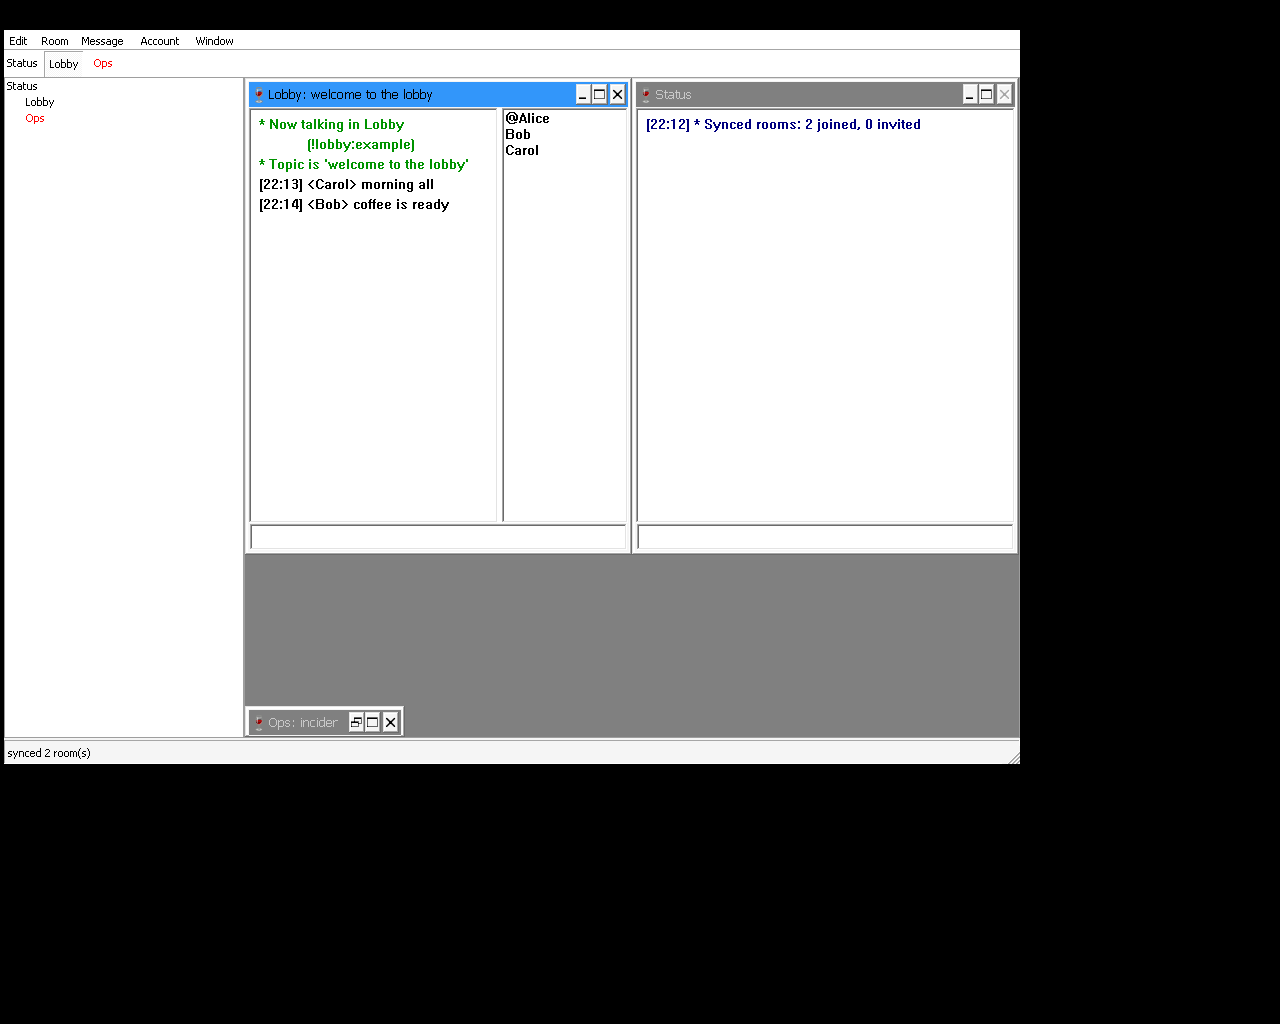 Edit Room Message Account Window
Status Lobby Ops
Status
Lobby
Ops
Lobby: welcome to the lobby
* Now talking in Lobby
(!lobby:example)
* Topic is 'welcome to the lobby'
[22:13] <Carol> morning all
[22:14] <Bob> coffee is ready
@Alice
Bob
Carol
Status
[22:12] * Synced rooms: 2 joined, 0 invited
Ops: incider
synced 2 room(s)